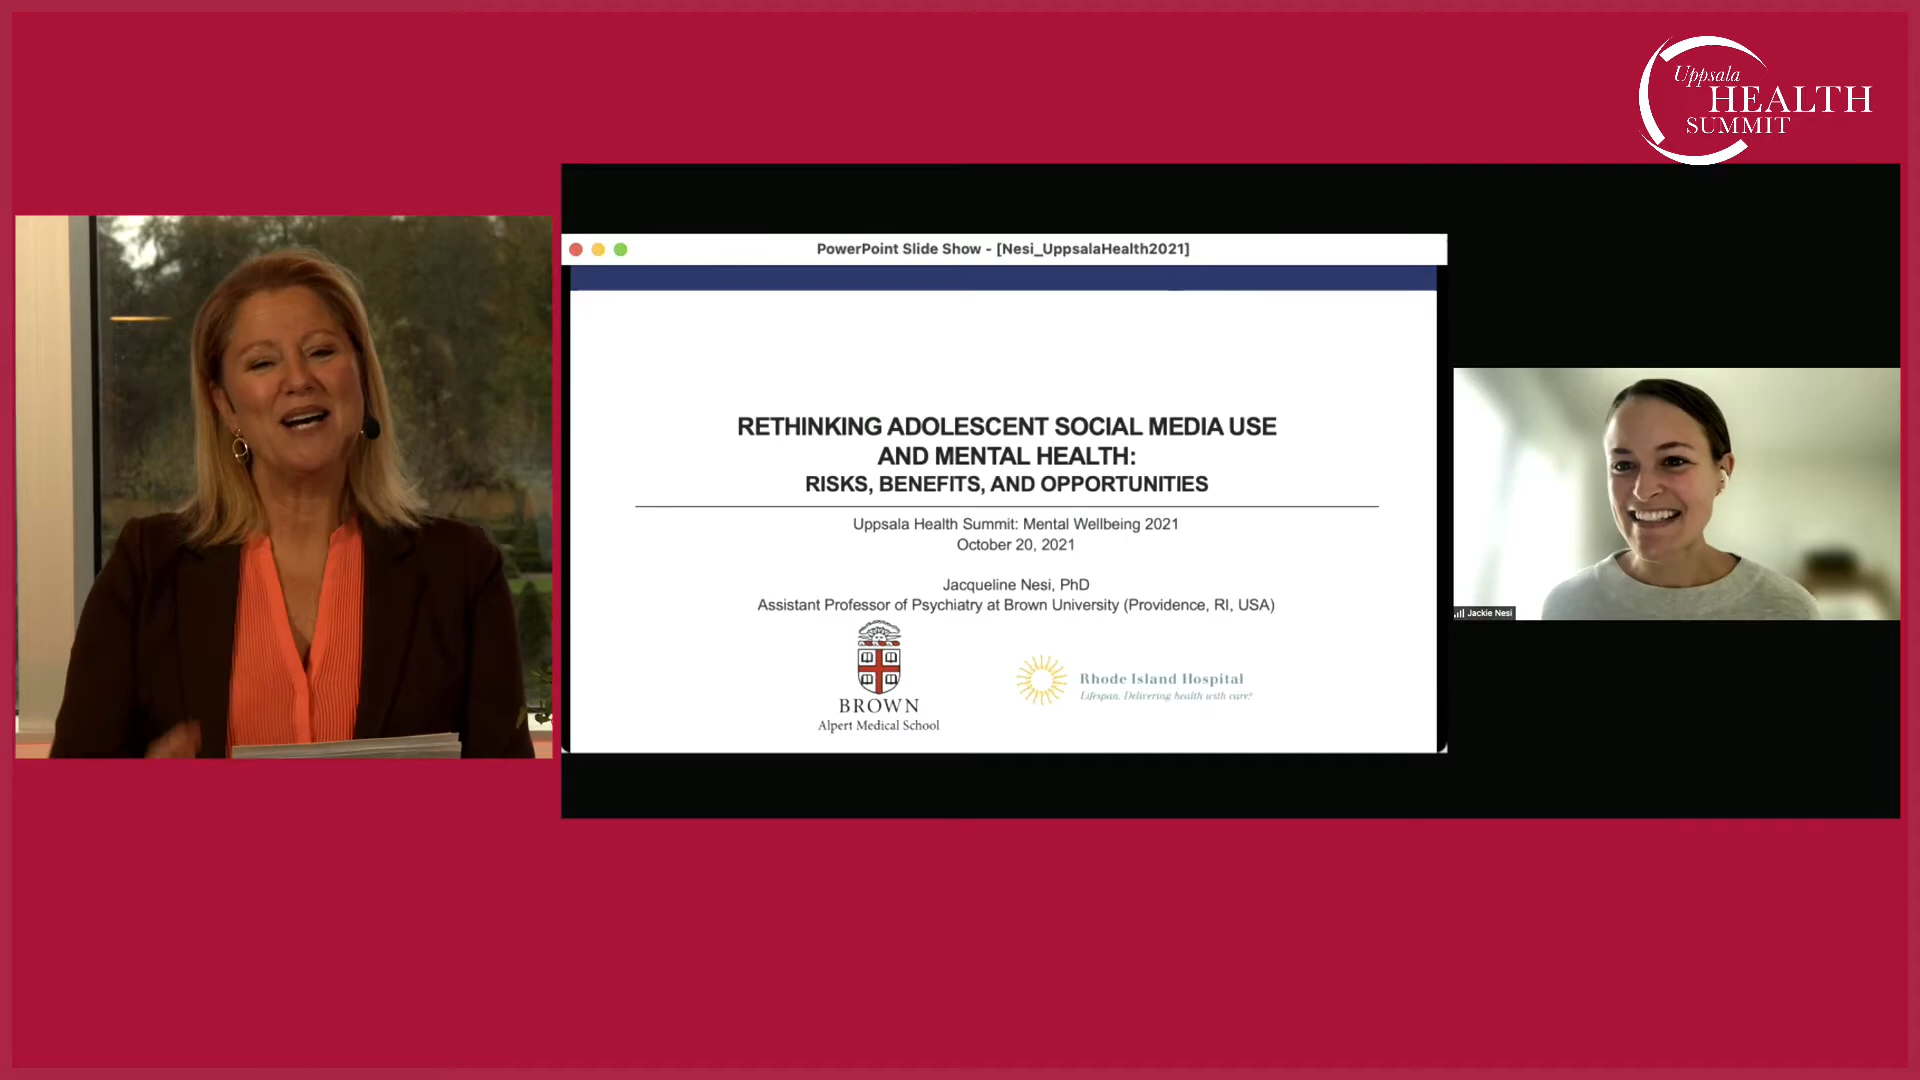 Uppsala
HEALTH
SUMMIT
PowerPoint Slide Show - [Nesi_UppsalaHealth2021]
RETHINKING ADOLESCENT SOCIAL MEDIA USE
AND MENTAL HEALTH:
RISKS, BENEFITS, AND OPPORTUNITIES
Uppsala Health Summit: Mental Wellbeing 2021
October 20, 2021
Jacqueline Nesi, PhD
Assistant Professor of Psychiatry at Brown University (Providence, RI, USA)
BROWN
Alpert Medical School
Rhode Island Hospital
Lifespan. Delivering health with care.®
Jackie Nesi